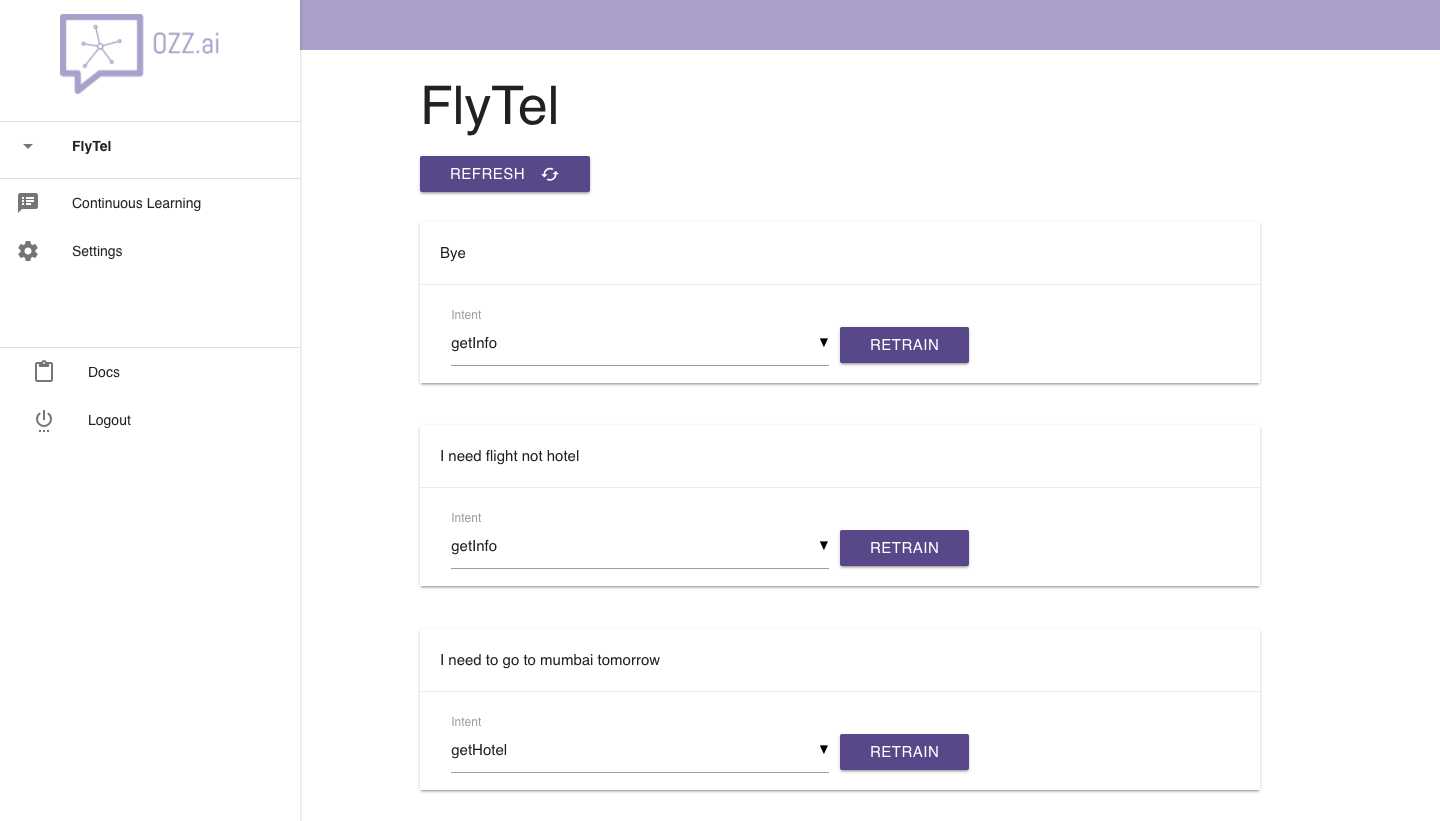 OZZ.ai
FlyTel
Continuous Learning
Settings
Docs
Logout
FlyTel
REFRESH
Bye
Intent
getInfo
RETRAIN
I need flight not hotel
Intent
getInfo
RETRAIN
I need to go to mumbai tomorrow
Intent
getHotel
RETRAIN